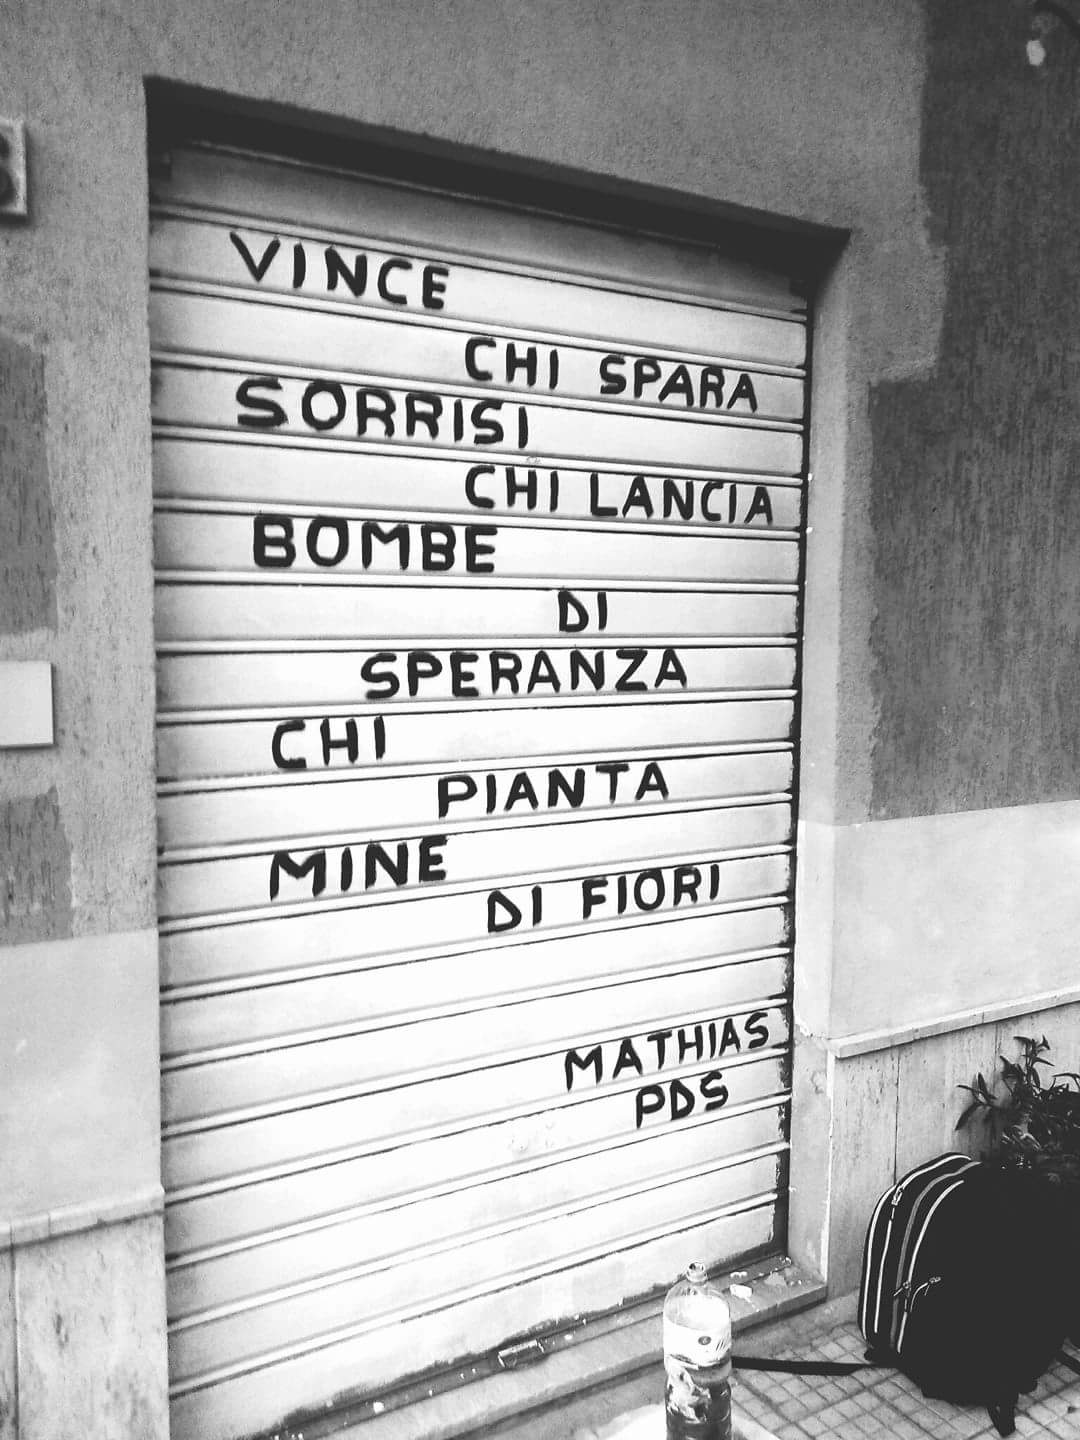 VINCE
CHI SPARA
SORRISI
CHI LANCIA
BOMBE
DI
SPERANZA
CHI
PIANTA
MINE
DI FIORI
MATHIAS
PDS